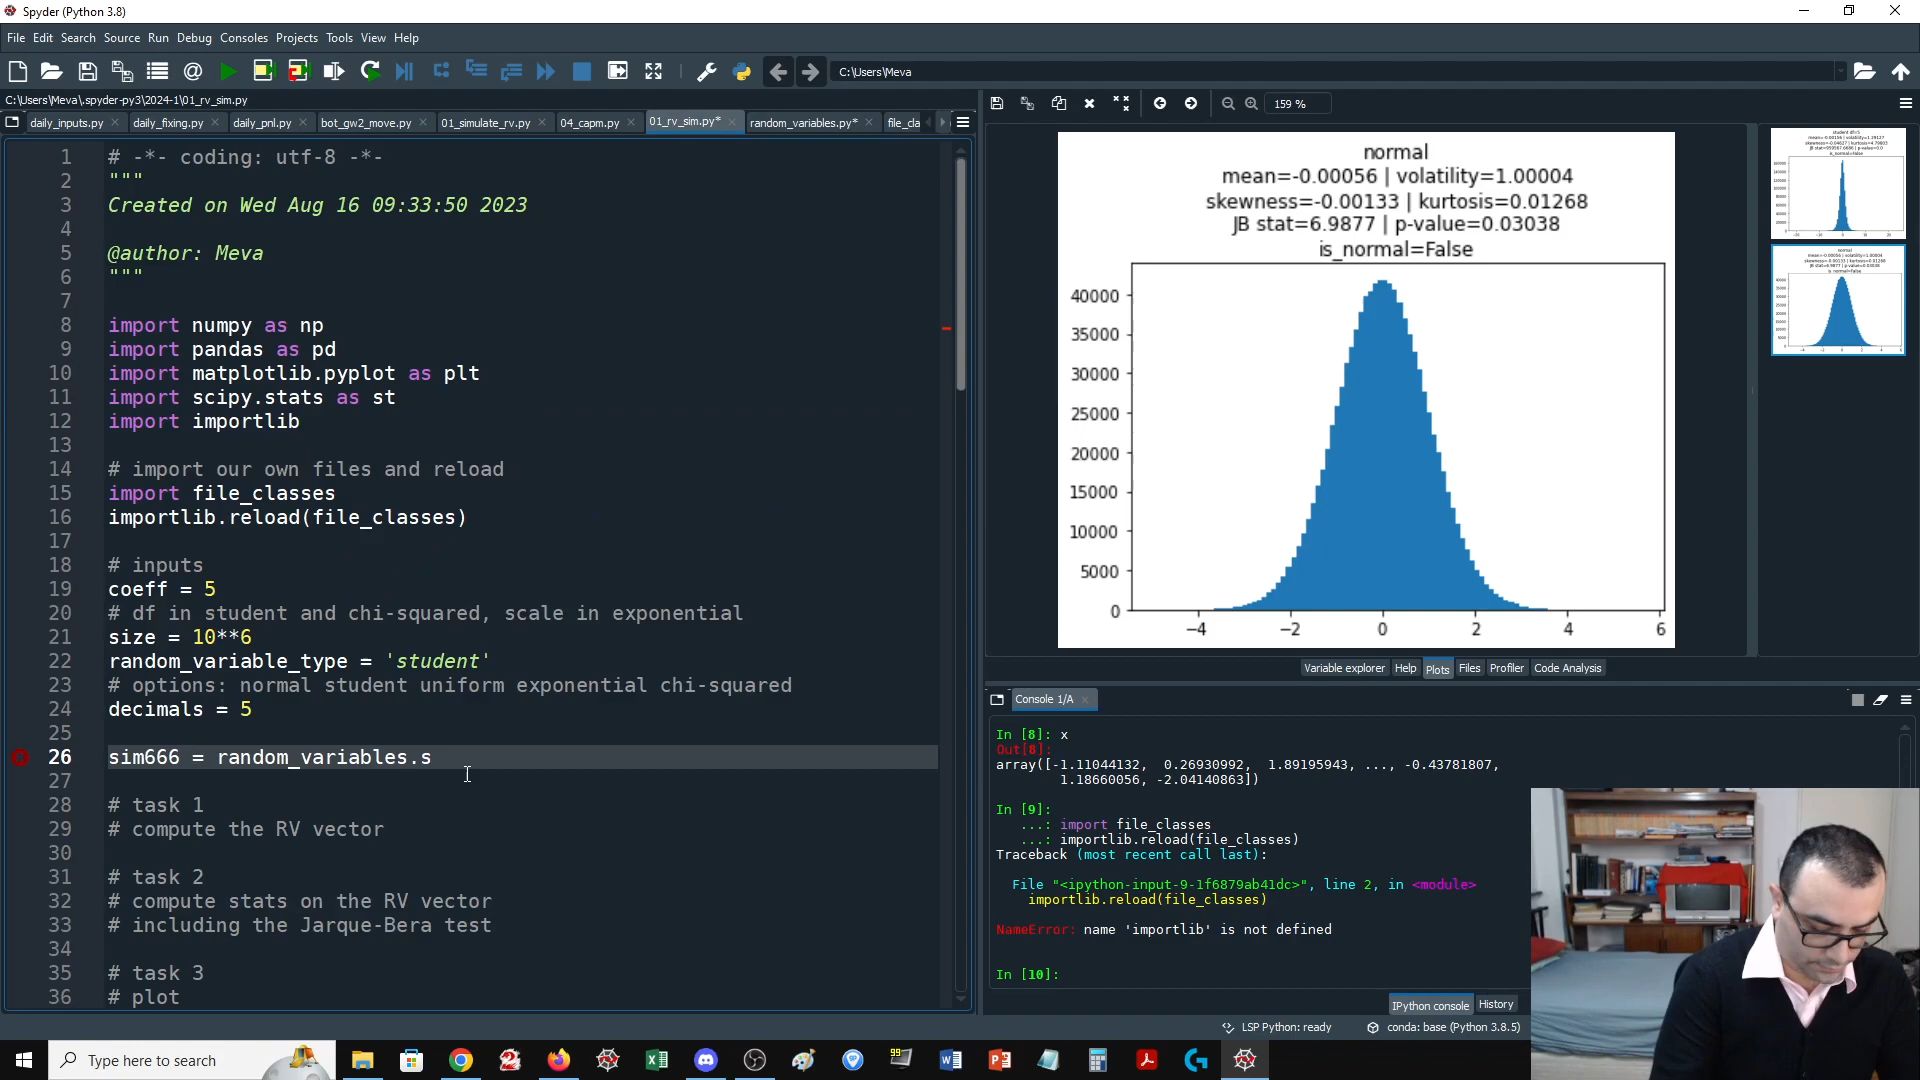 Spyder (Python 3.8)
File Edit Search Source Run Debug Consoles Projects Tools View Help
C:\Users\Meva
C:\Users\Meva\.spyder-py3\2024-1\01_rv_sim.py
daily_inputs.py daily_fixing.py daily_pnl.py bot_gw2_move.py 01_simulate_rv.py 04_capm.py 01_rv_sim.py* random_variables.py* file_cla
1 # -*- coding: utf-8 -*-
2 """
3 Created on Wed Aug 16 09:33:50 2023
4
5 @author: Meva
6 """
7
8 import numpy as np
9 import pandas as pd
10 import matplotlib.pyplot as plt
11 import scipy.stats as st
12 import importlib
13
14 # import our own files and reload
15 import file_classes
16 importlib.reload(file_classes)
17
18 # inputs
19 coeff = 5
20 # df in student and chi-squared, scale in exponential
21 size = 10**6
22 random_variable_type = 'student'
23 # options: normal student uniform exponential chi-squared
24 decimals = 5
25
26 sim666 = random_variables.s
27
28 # task 1
29 # compute the RV vector
30
31 # task 2
32 # compute stats on the RV vector
33 # including the Jarque-Bera test
34
35 # task 3
36 # plot
159 %
normal
mean=-0.00056 | volatility=1.00004
skewness=-0.00133 | kurtosis=0.01268
JB stat=6.9877 | p-value=0.03038
is_normal=False
40000
35000
30000
25000
20000
15000
10000
5000
0
−4 −2 0 2 4 6
Variable explorer Help Plots Files Profiler Code Analysis
Console 1/A
In [8]: x
Out[8]:
array([-1.11044132, 0.26930992, 1.89195943, ..., -0.43781807,
1.18660056, -2.04140863])
In [9]:
...: import file_classes
...: importlib.reload(file_classes)
Traceback (most recent call last):
File "<ipython-input-9-1f6879ab41dc>", line 2, in <module>
importlib.reload(file_classes)
NameError: name 'importlib' is not defined
In [10]:
IPython console History
LSP Python: ready conda: base (Python 3.8.5)
Type here to search
99